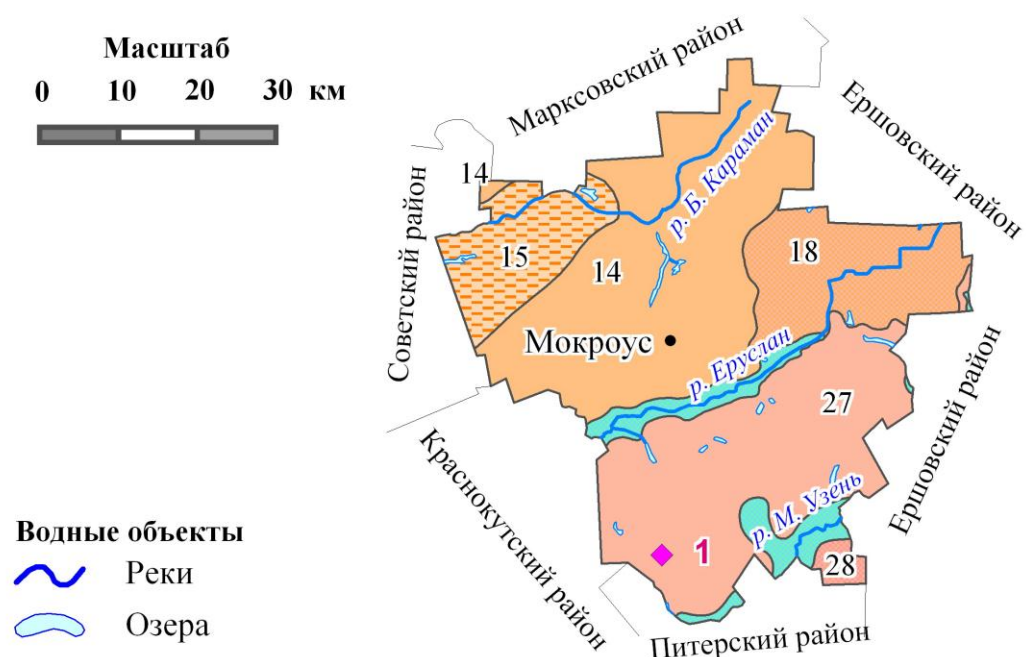 Масштаб
0 10 20 30 км
Марксовский район
Ершовский район
Советский район
14
р. Б. Караман
15
14
18
Мокроус
р. Еруслан
27
Ершовский район
Краснокутский район
р. М. Узень
1
28
Питерский район
Водные объекты
Реки
Озера